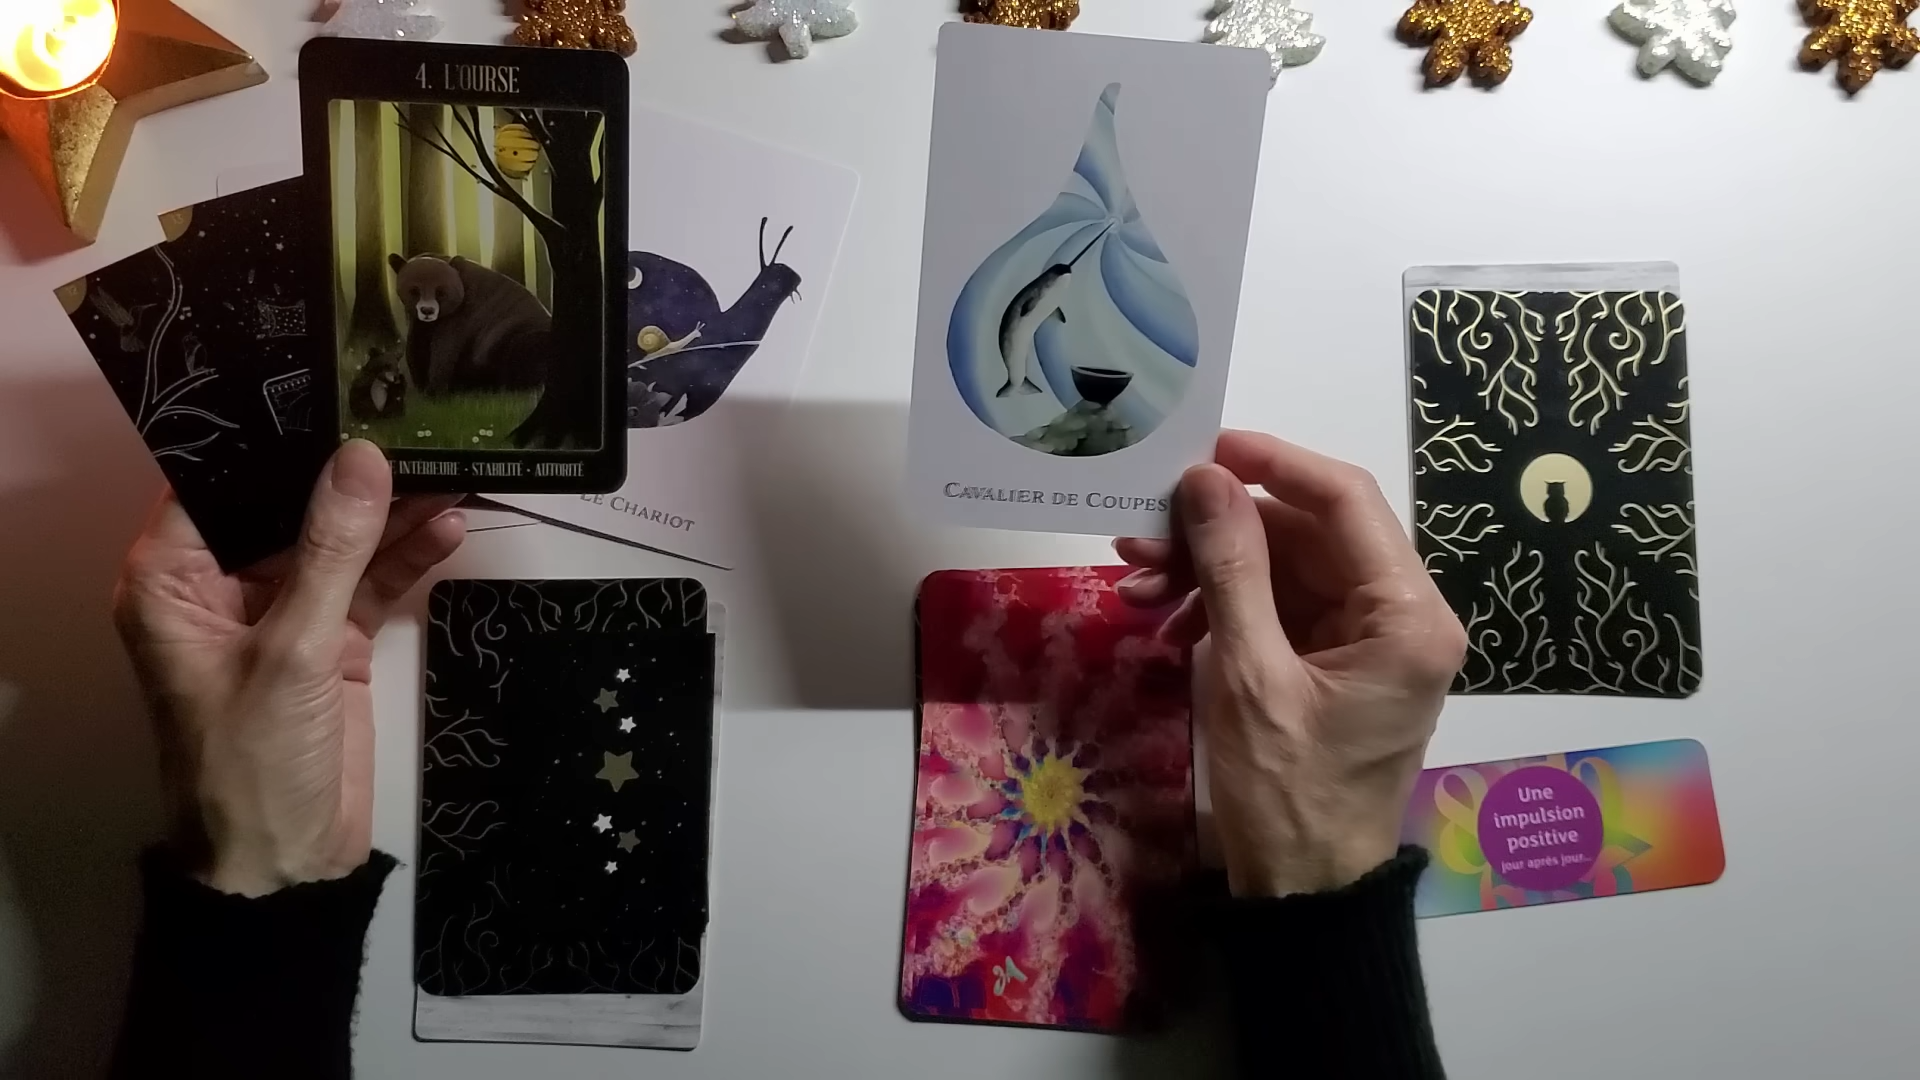 4. L'OURSE
INTÉRIEURE • STABILITÉ • AUTORITÉ
LE CHARIOT
CAVALIER DE COUPES
Une
impulsion
positive
jour après jour...